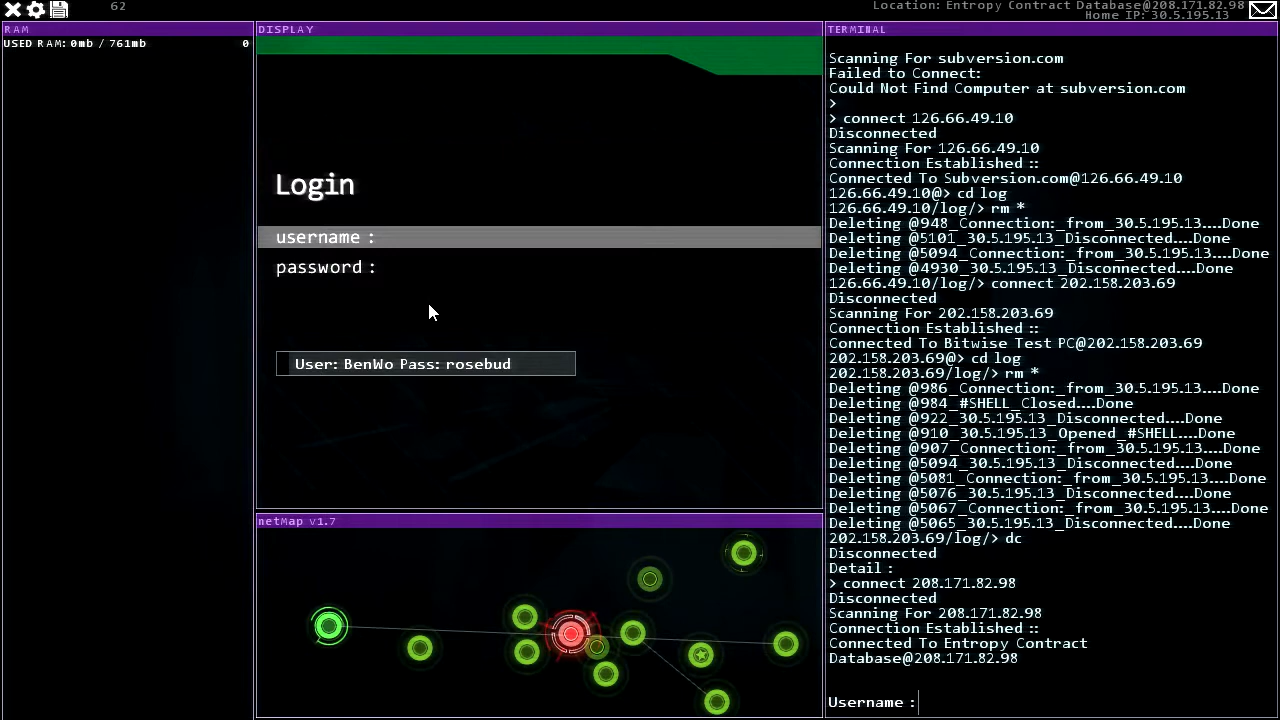 62
Location: Entropy Contract Database@208.171.82.98
Home IP: 30.5.195.13
RAM
USED RAM: 0mb / 761mb 0
DISPLAY
Login
username :
password :
User: BenWo Pass: rosebud
netMap v1.7
TERMINAL
Scanning For subversion.com
Failed to Connect:
Could Not Find Computer at subversion.com
>
> connect 126.66.49.10
Disconnected
Scanning For 126.66.49.10
Connection Established ::
Connected To Subversion.com@126.66.49.10
126.66.49.10@> cd log
126.66.49.10/log/> rm *
Deleting @948_Connection:_from_30.5.195.13....Done
Deleting @5101_30.5.195.13_Disconnected....Done
Deleting @5094_Connection:_from_30.5.195.13....Done
Deleting @4930_30.5.195.13_Disconnected....Done
126.66.49.10/log/> connect 202.158.203.69
Disconnected
Scanning For 202.158.203.69
Connection Established ::
Connected To Bitwise Test PC@202.158.203.69
202.158.203.69@> cd log
202.158.203.69/log/> rm *
Deleting @986_Connection:_from_30.5.195.13....Done
Deleting @984_#SHELL_Closed....Done
Deleting @922_30.5.195.13_Disconnected....Done
Deleting @910_30.5.195.13_Opened_#SHELL....Done
Deleting @907_Connection:_from_30.5.195.13....Done
Deleting @5094_30.5.195.13_Disconnected....Done
Deleting @5081_Connection:_from_30.5.195.13....Done
Deleting @5076_30.5.195.13_Disconnected....Done
Deleting @5067_Connection:_from_30.5.195.13....Done
Deleting @5065_30.5.195.13_Disconnected....Done
202.158.203.69/log/> dc
Disconnected
Detail :
> connect 208.171.82.98
Disconnected
Scanning For 208.171.82.98
Connection Established ::
Connected To Entropy Contract
Database@208.171.82.98
Username :